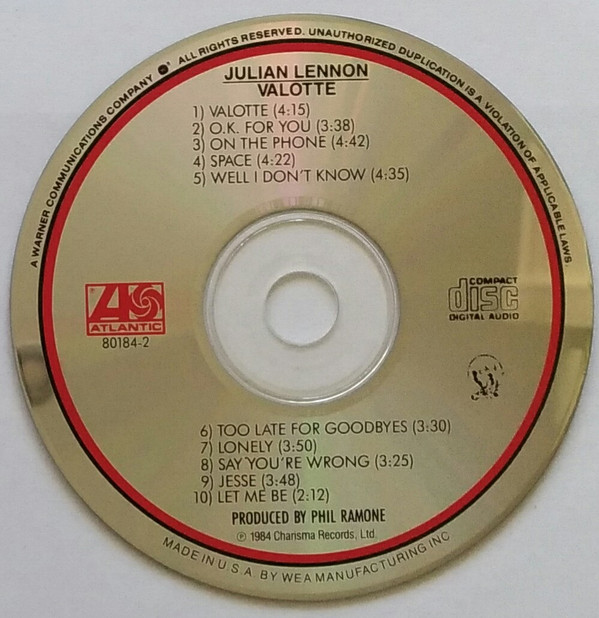 A WARNER COMMUNICATIONS COMPANY ALL RIGHTS RESERVED. UNAUTHORIZED DUPLICATION IS A VIOLATION OF APPLICABLE LAWS.
JULIAN LENNON
VALOTTE
1) VALOTTE (4:15)
2) O.K. FOR YOU (3:38)
3) ON THE PHONE (4:42)
4) SPACE (4:22)
5) WELL I DON'T KNOW (4:35)
ATLANTIC
80184-2
COMPACT
disc
DIGITAL AUDIO
6) TOO LATE FOR GOODBYES (3:30)
7) LONELY (3:50)
8) SAY YOU'RE WRONG (3:25)
9) JESSE (3:48)
10) LET ME BE (2:12)
PRODUCED BY PHIL RAMONE
℗ 1984 Charisma Records, Ltd.
MADE IN U.S.A. BY WEA MANUFACTURING INC